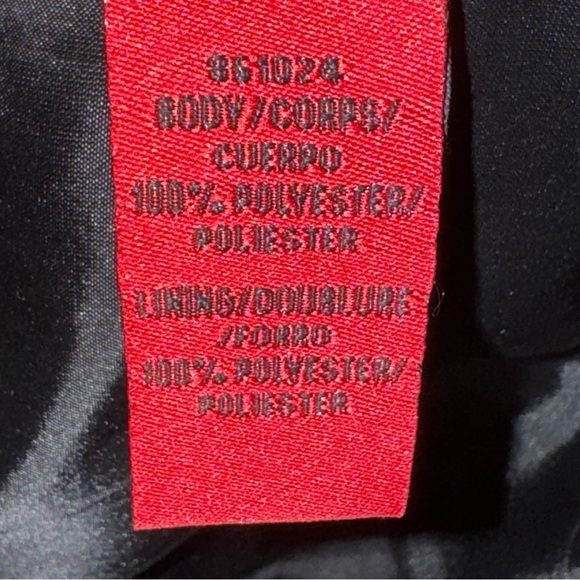 861024
BODY/CORPS/
CUERPO
100% POLYESTER/
POLIESTER
LINING/DOUBLURE
/FORRO
100% POLYESTER/
POLIESTER